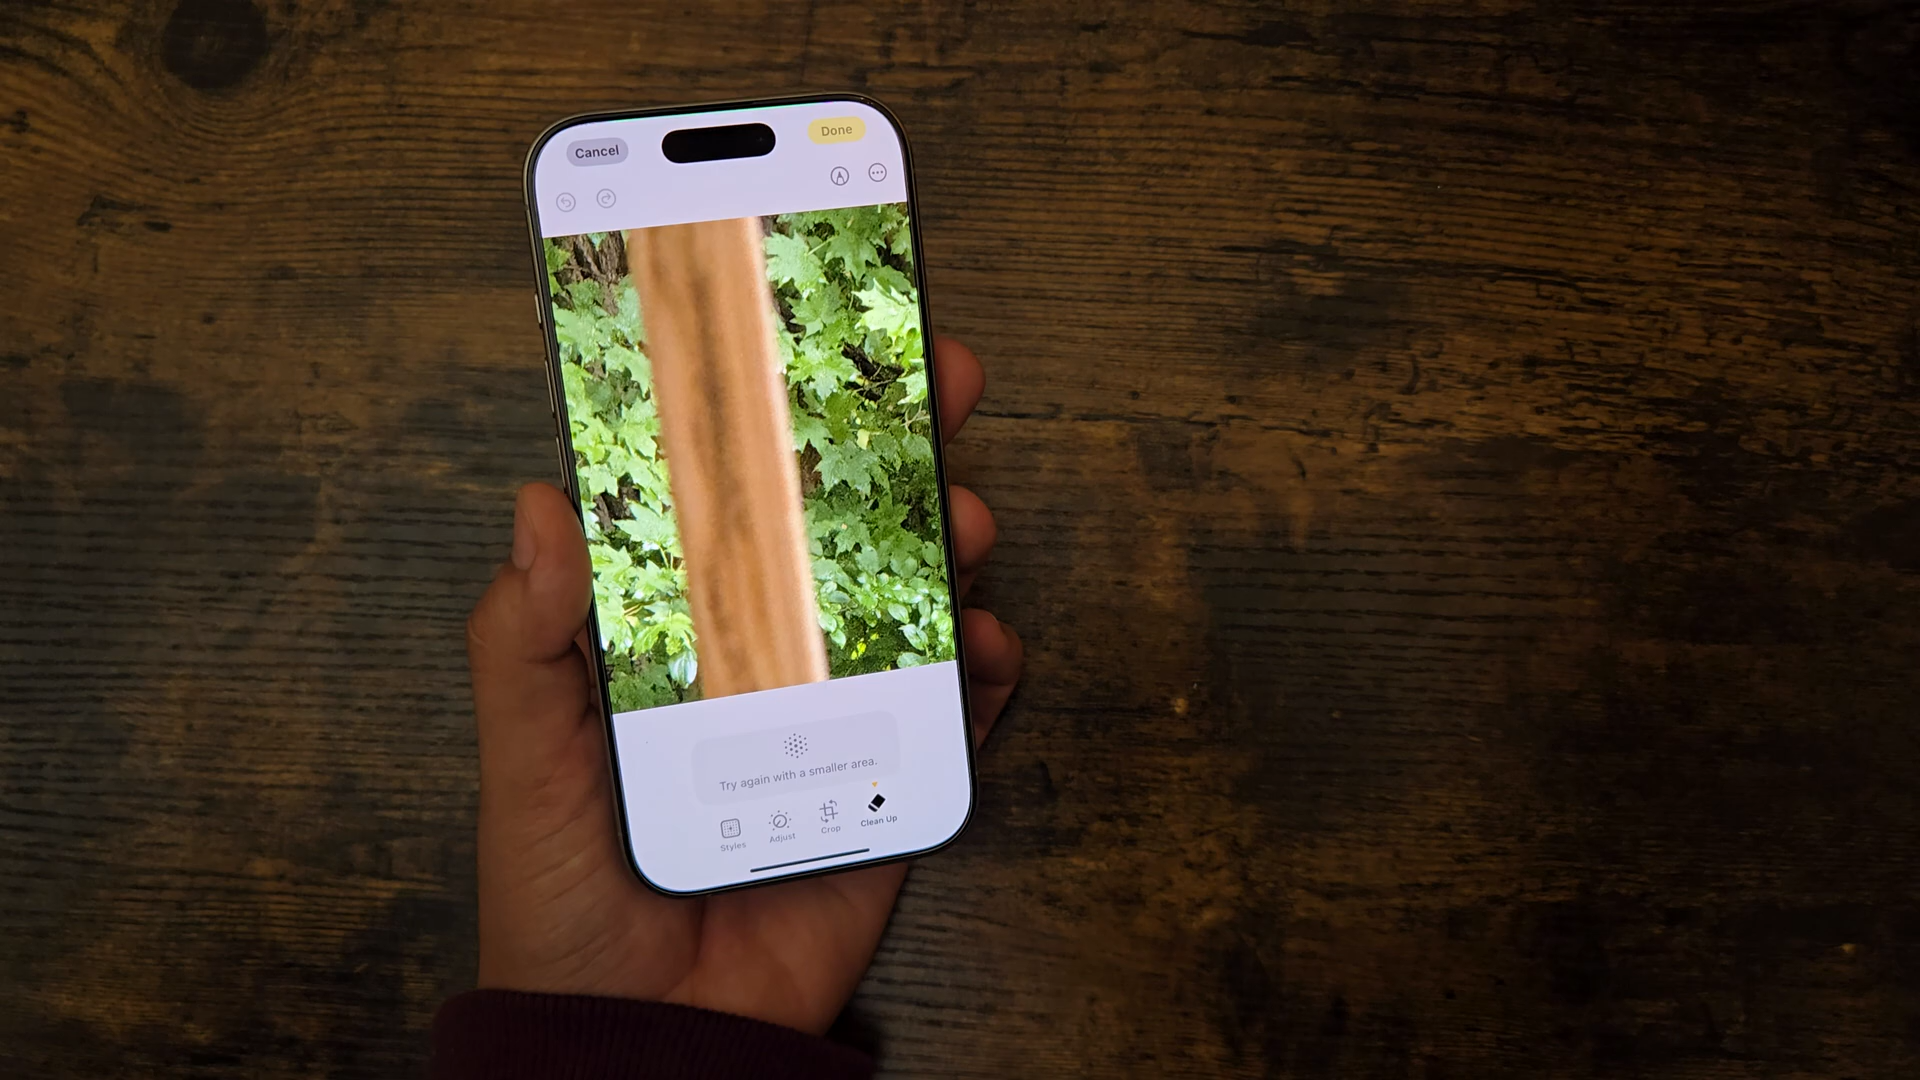 Cancel
Done
Try again with a smaller area.
Styles
Adjust
Crop
Clean Up